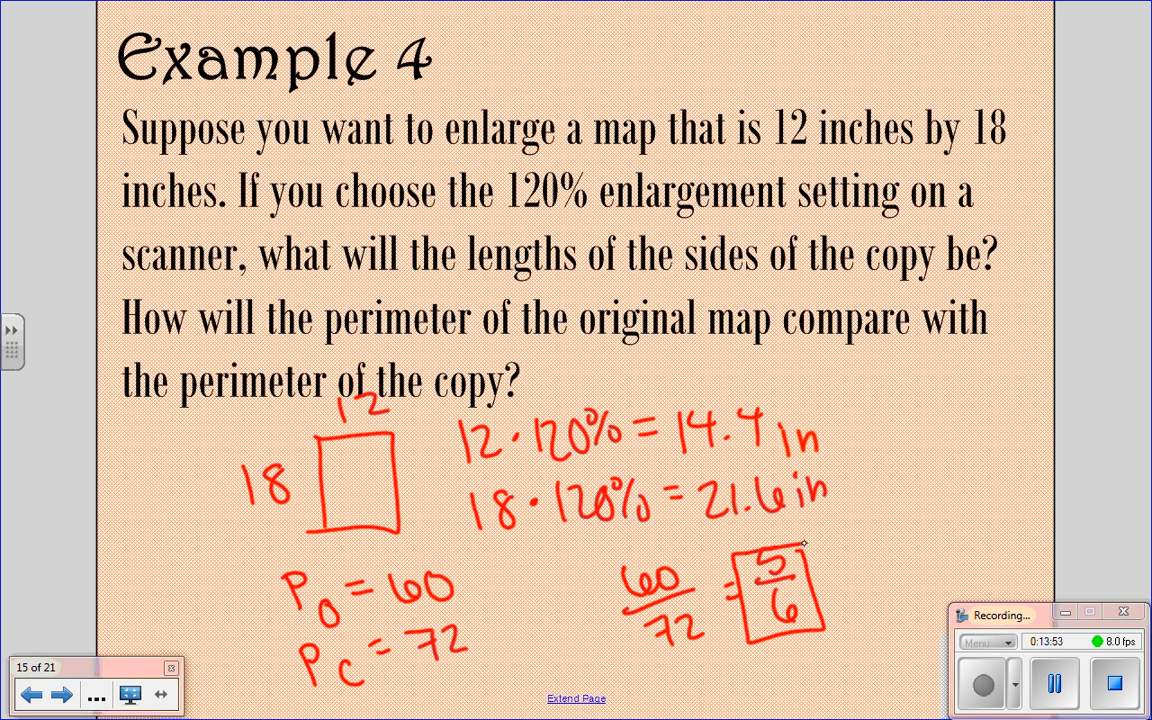 Example 4
Suppose you want to enlarge a map that is 12 inches by 18
inches. If you choose the 120% enlargement setting on a
scanner, what will the lengths of the sides of the copy be?
How will the perimeter of the original map compare with
the perimeter of the copy?
12
18
12 · 120% = 14.4 in
18 · 120% = 21.6 in
P₀ = 60
P_C = 72
60/72 = 5/6
Recording...
Menu
0:13:53
8.0 fps
15 of 21
...
Extend Page